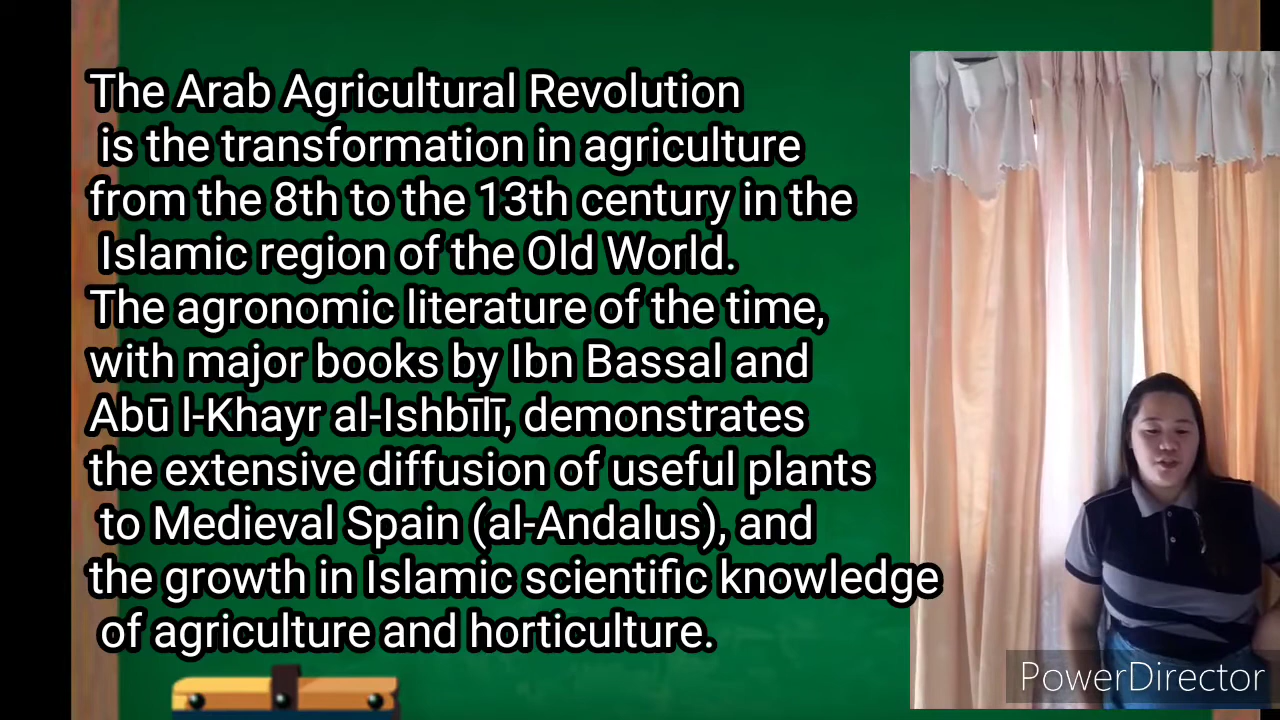 The Arab Agricultural Revolution
is the transformation in agriculture
from the 8th to the 13th century in the
Islamic region of the Old World.
The agronomic literature of the time,
with major books by Ibn Bassal and
Abū l-Khayr al-Ishbīlī, demonstrates
the extensive diffusion of useful plants
to Medieval Spain (al-Andalus), and
the growth in Islamic scientific knowledge
of agriculture and horticulture.
PowerDirector